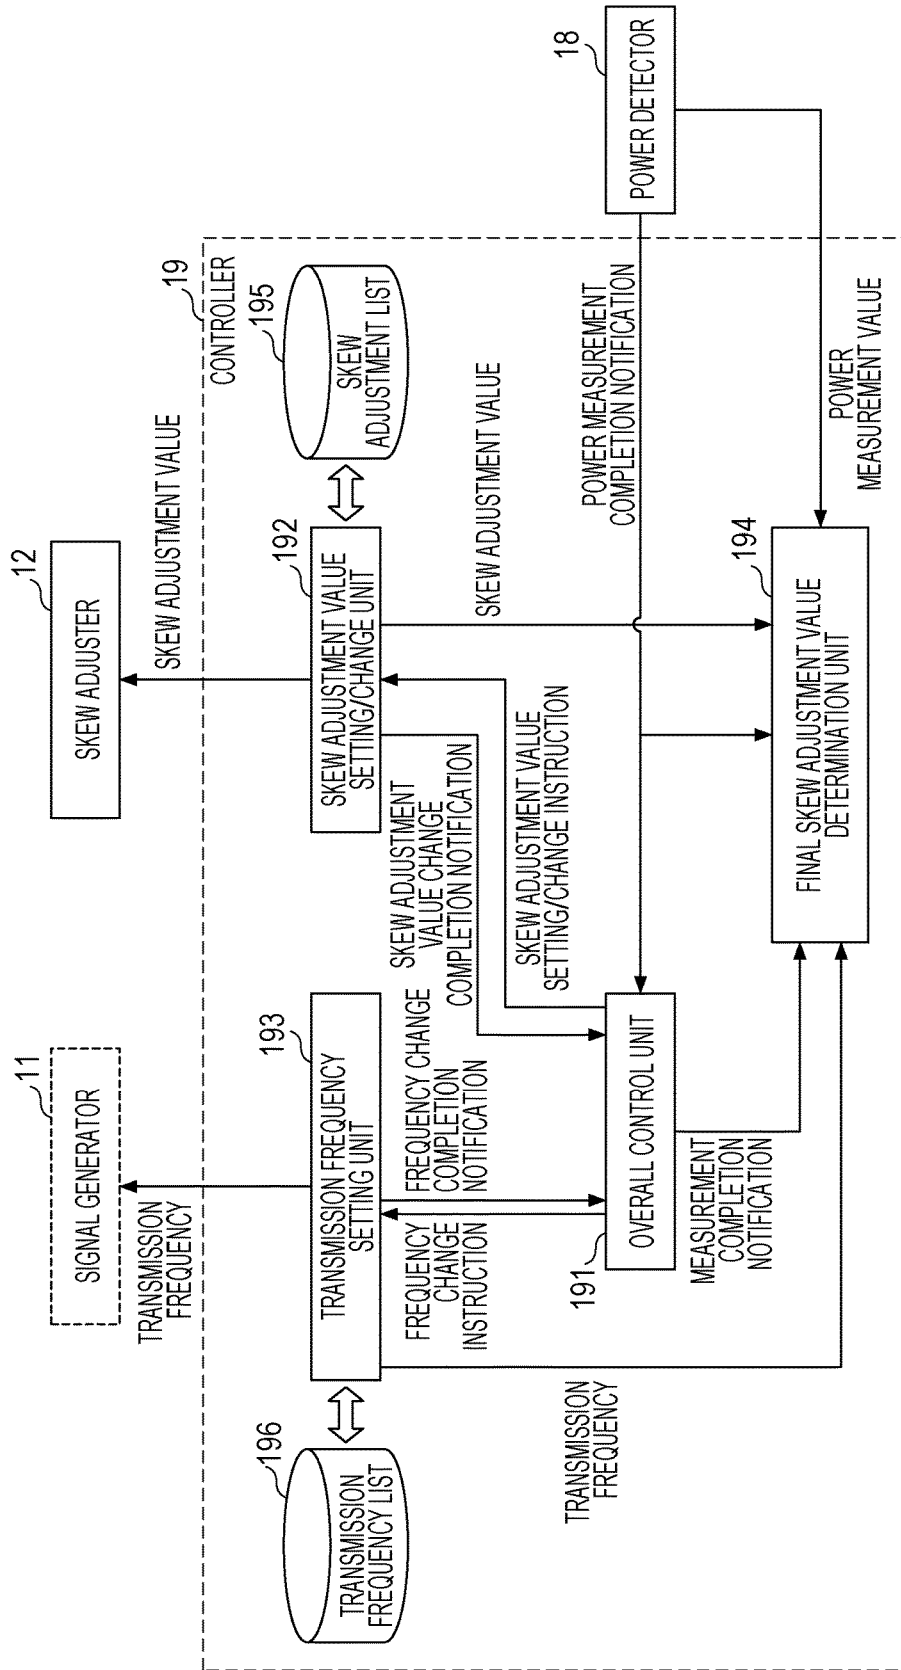 11
SIGNAL GENERATOR
12
SKEW ADJUSTER
TRANSMISSION
FREQUENCY
SKEW ADJUSTMENT VALUE
19
CONTROLLER
196
TRANSMISSION
FREQUENCY LIST
193
TRANSMISSION FREQUENCY
SETTING UNIT
192
SKEW ADJUSTMENT VALUE
SETTING/CHANGE UNIT
195
SKEW
ADJUSTMENT LIST
FREQUENCY
CHANGE
INSTRUCTION
FREQUENCY CHANGE
COMPLETION
NOTIFICATION
SKEW ADJUSTMENT
VALUE CHANGE
COMPLETION NOTIFICATION
SKEW ADJUSTMENT VALUE
SKEW ADJUSTMENT VALUE
SETTING/CHANGE INSTRUCTION
TRANSMISSION
FREQUENCY
191
OVERALL CONTROL UNIT
POWER MEASUREMENT
COMPLETION NOTIFICATION
18
POWER DETECTOR
MEASUREMENT
COMPLETION
NOTIFICATION
194
FINAL SKEW ADJUSTMENT VALUE
DETERMINATION UNIT
POWER
MEASUREMENT VALUE